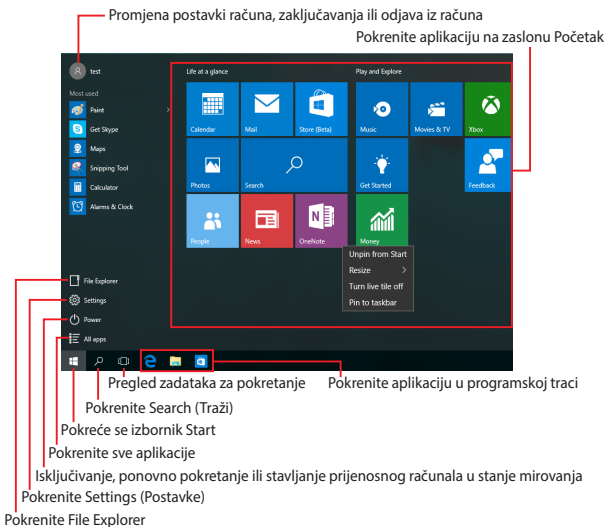 Promjena postavki računa, zaključavanja ili odjava iz računa
Pokrenite aplikaciju na zaslonu Početak
test
Most used
Paint
Get Skype
Maps
Snipping Tool
Calculator
Alarms & Clock
File Explorer
Settings
Power
All apps
Life at a glance
Play and Explore
Calendar
Mail
Store (Beta)
Music
Movies & TV
Xbox
Photos
Search
Get Started
Feedback
People
News
OneNote
Money
Unpin from Start
Resize
Turn live tile off
Pin to taskbar
Pregled zadataka za pokretanje
Pokrenite aplikaciju u programskoj traci
Pokrenite Search (Traži)
Pokreće se izbornik Start
Pokrenite sve aplikacije
Isključivanje, ponovno pokretanje ili stavljanje prijenosnog računala u stanje mirovanja
Pokrenite Settings (Postavke)
Pokrenite File Explorer